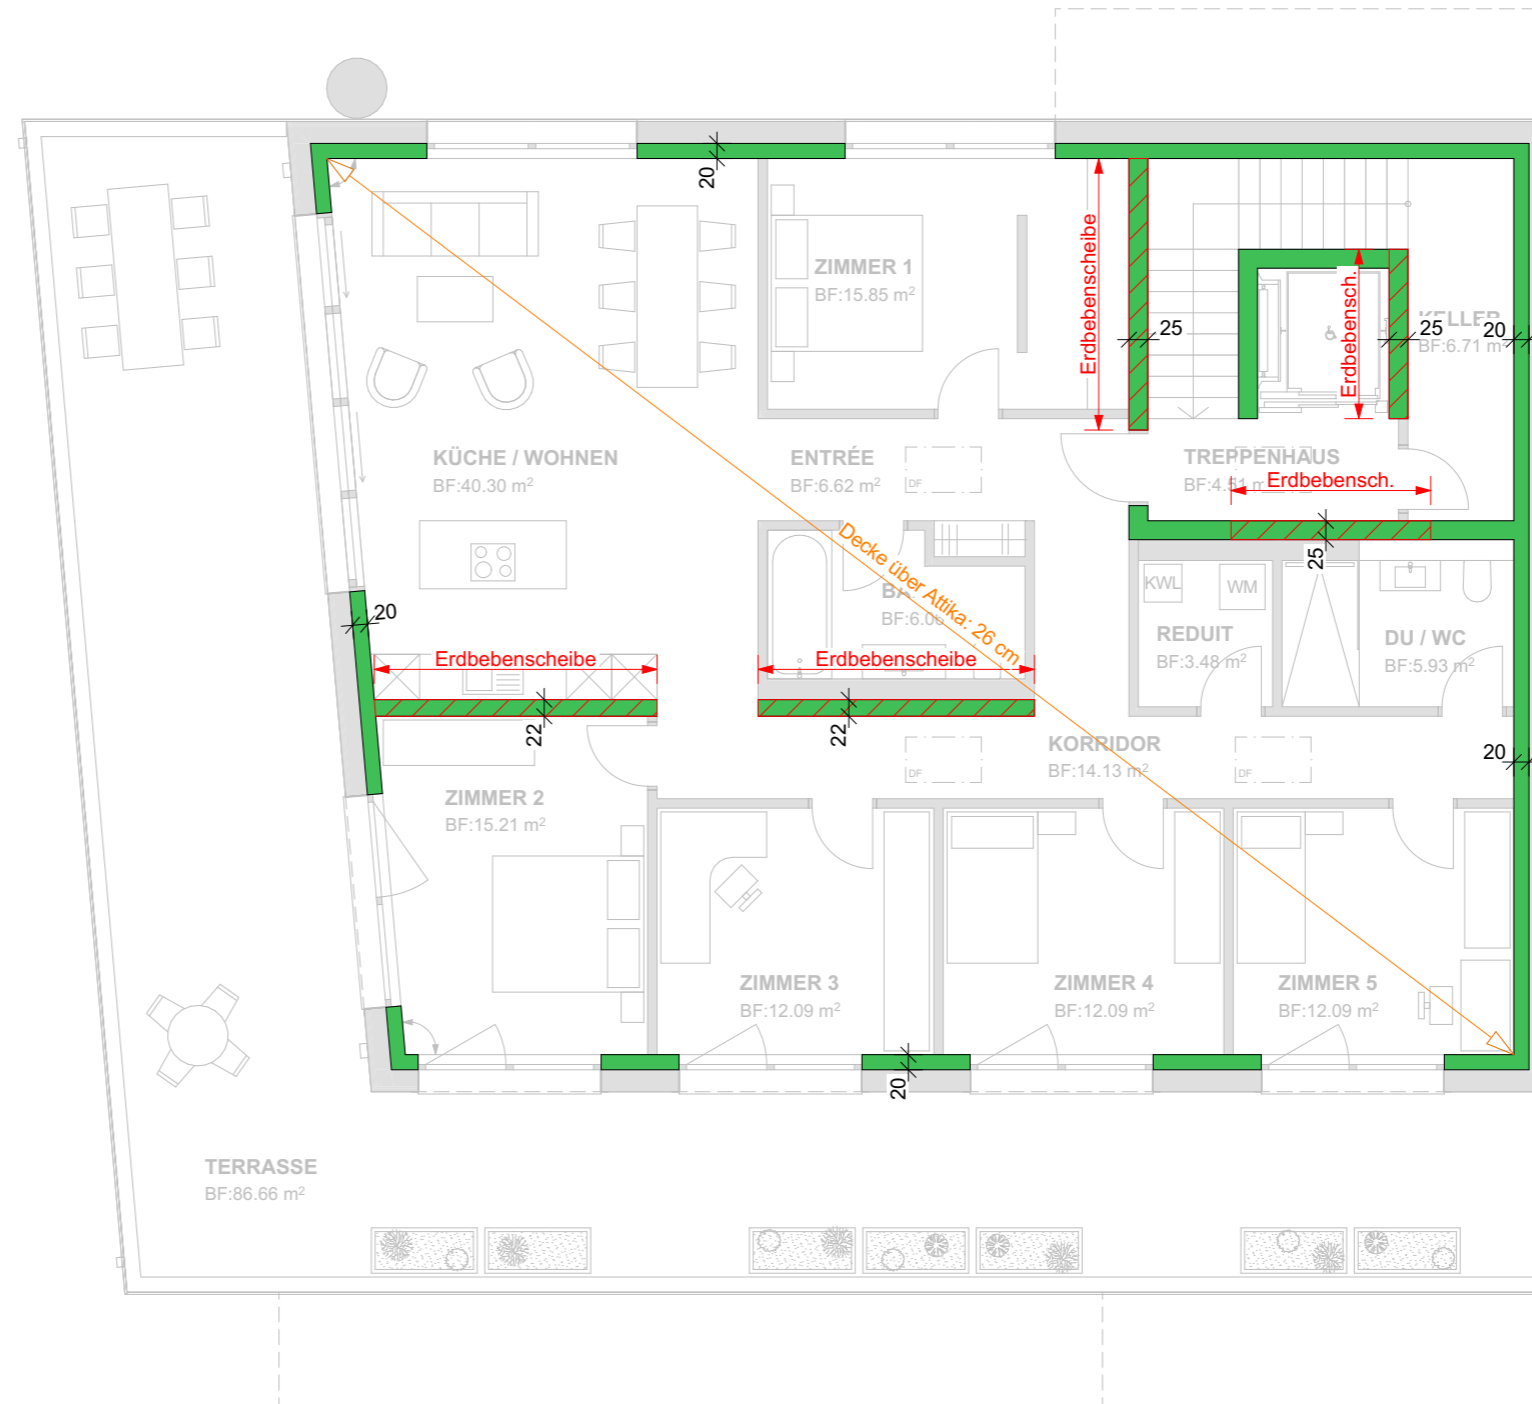 20
ZIMMER 1
BF:15.85 m²
Erdbebenscheibe
25
Erdbebensch.
KELLER
BF:6.71 m²
25
20
KÜCHE / WOHNEN
BF:40.30 m²
ENTRÉE
BF:6.62 m²
DF
TREPPENHAUS
BF:4.51 m
Erdbebensch.
25
Decke über Attika: 26 cm
BF:6.06
KWL
WM
REDUIT
BF:3.48 m²
DU / WC
BF:5.93 m²
20
Erdbebenscheibe
Erdbebenscheibe
22
22
KORRIDOR
BF:14.13 m²
DF
DF
20
ZIMMER 2
BF:15.21 m²
ZIMMER 3
BF:12.09 m²
ZIMMER 4
BF:12.09 m²
ZIMMER 5
BF:12.09 m²
20
TERRASSE
BF:86.66 m²